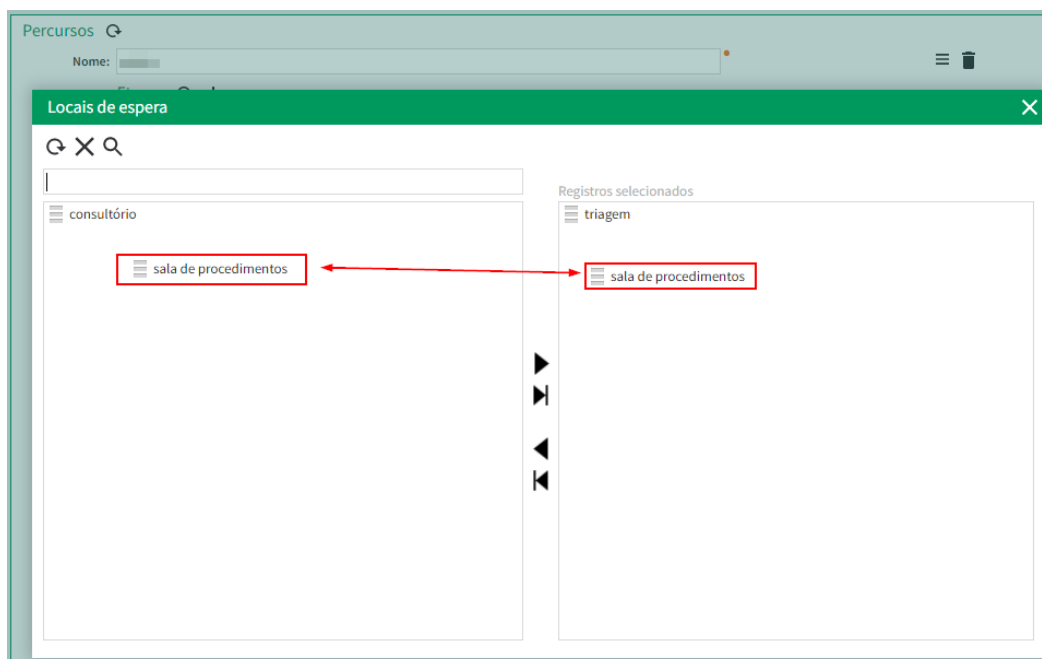 Percursos
Nome:
Locais de espera
Registros selecionados
consultório
triagem
sala de procedimentos
sala de procedimentos